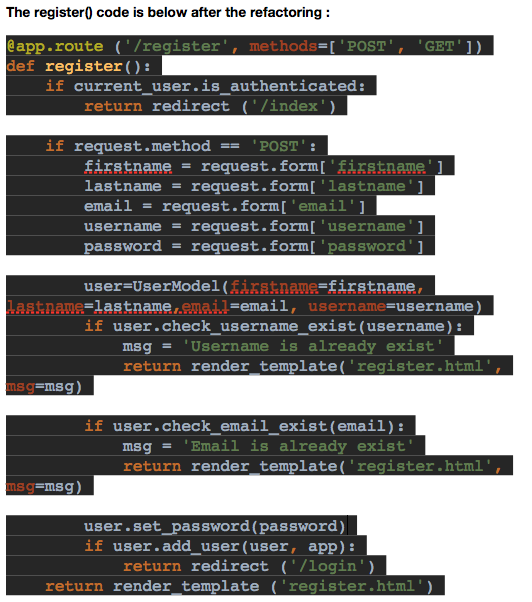 The register() code is below after the refactoring :
@app.route ('/register', methods=['POST', 'GET'])
def register():
    if current_user.is_authenticated:
        return redirect ('/index')
    if request.method == 'POST':
        firstname = request.form['firstname']
        lastname = request.form['lastname']
        email = request.form['email']
        username = request.form['username']
        password = request.form['password']
        user=UserModel(firstname=firstname,
lastname=lastname,email=email, username=username)
        if user.check_username_exist(username):
            msg = 'Username is already exist'
            return render_template('register.html',
msg=msg)
        if user.check_email_exist(email):
            msg = 'Email is already exist'
            return render_template('register.html',
msg=msg)
        user.set_password(password)
        if user.add_user(user, app):
            return redirect ('/login')
    return render_template ('register.html')